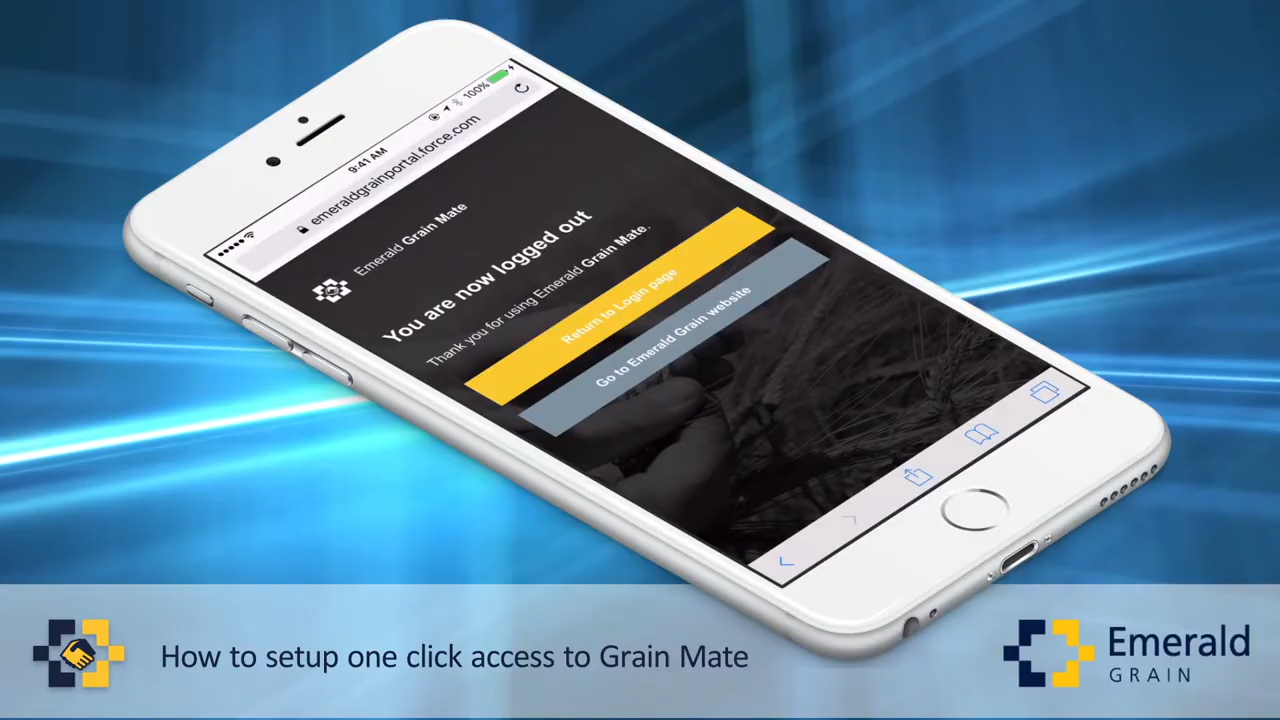 9:41 AM
100%
emeraldgrainportal.force.com
Emerald Grain Mate
You are now logged out
Thank you for using Emerald Grain Mate.
Return to Login page
Go to Emerald Grain website
How to setup one click access to Grain Mate
Emerald
GRAIN